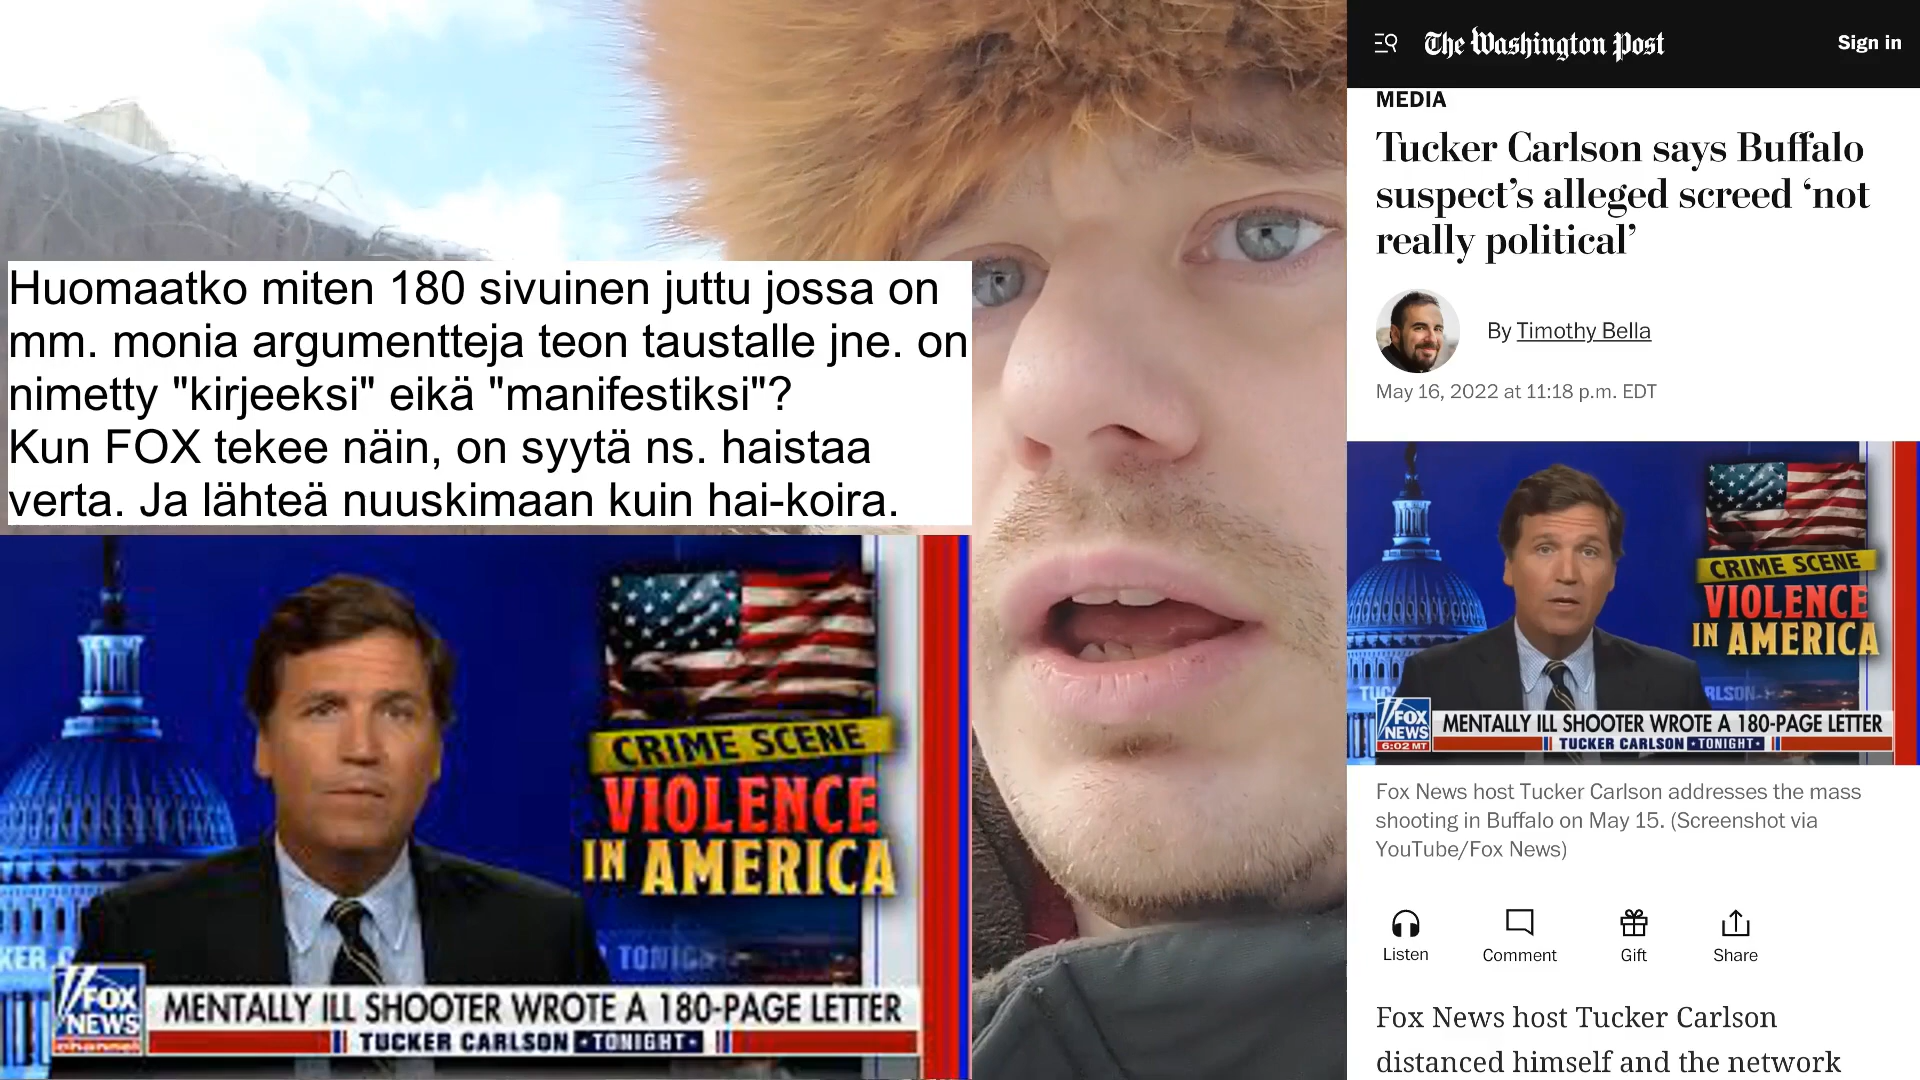 Huomaatko miten 180 sivuinen juttu jossa on
mm. monia argumentteja teon taustalle jne. on
nimetty "kirjeeksi" eikä "manifestiksi"?
Kun FOX tekee näin, on syytä ns. haistaa
verta. Ja lähteä nuuskimaan kuin hai-koira.
CRIME SCENE
VIOLENCE
IN AMERICA
KER C
TONIGH
FOX
NEWS
channel
MENTALLY ILL SHOOTER WROTE A 180-PAGE LETTER
TUCKER CARLSON TONIGHT
The Washington Post
Sign in
MEDIA
Tucker Carlson says Buffalo
suspect’s alleged screed ‘not
really political’
By Timothy Bella
May 16, 2022 at 11:18 p.m. EDT
CRIME SCENE
VIOLENCE
IN AMERICA
TUC
RLSON
FOX
NEWS
6:02 MT
MENTALLY ILL SHOOTER WROTE A 180-PAGE LETTER
TUCKER CARLSON TONIGHT
Fox News host Tucker Carlson addresses the mass
shooting in Buffalo on May 15. (Screenshot via
YouTube/Fox News)
Listen
Comment
Gift
Share
Fox News host Tucker Carlson
distanced himself and the network